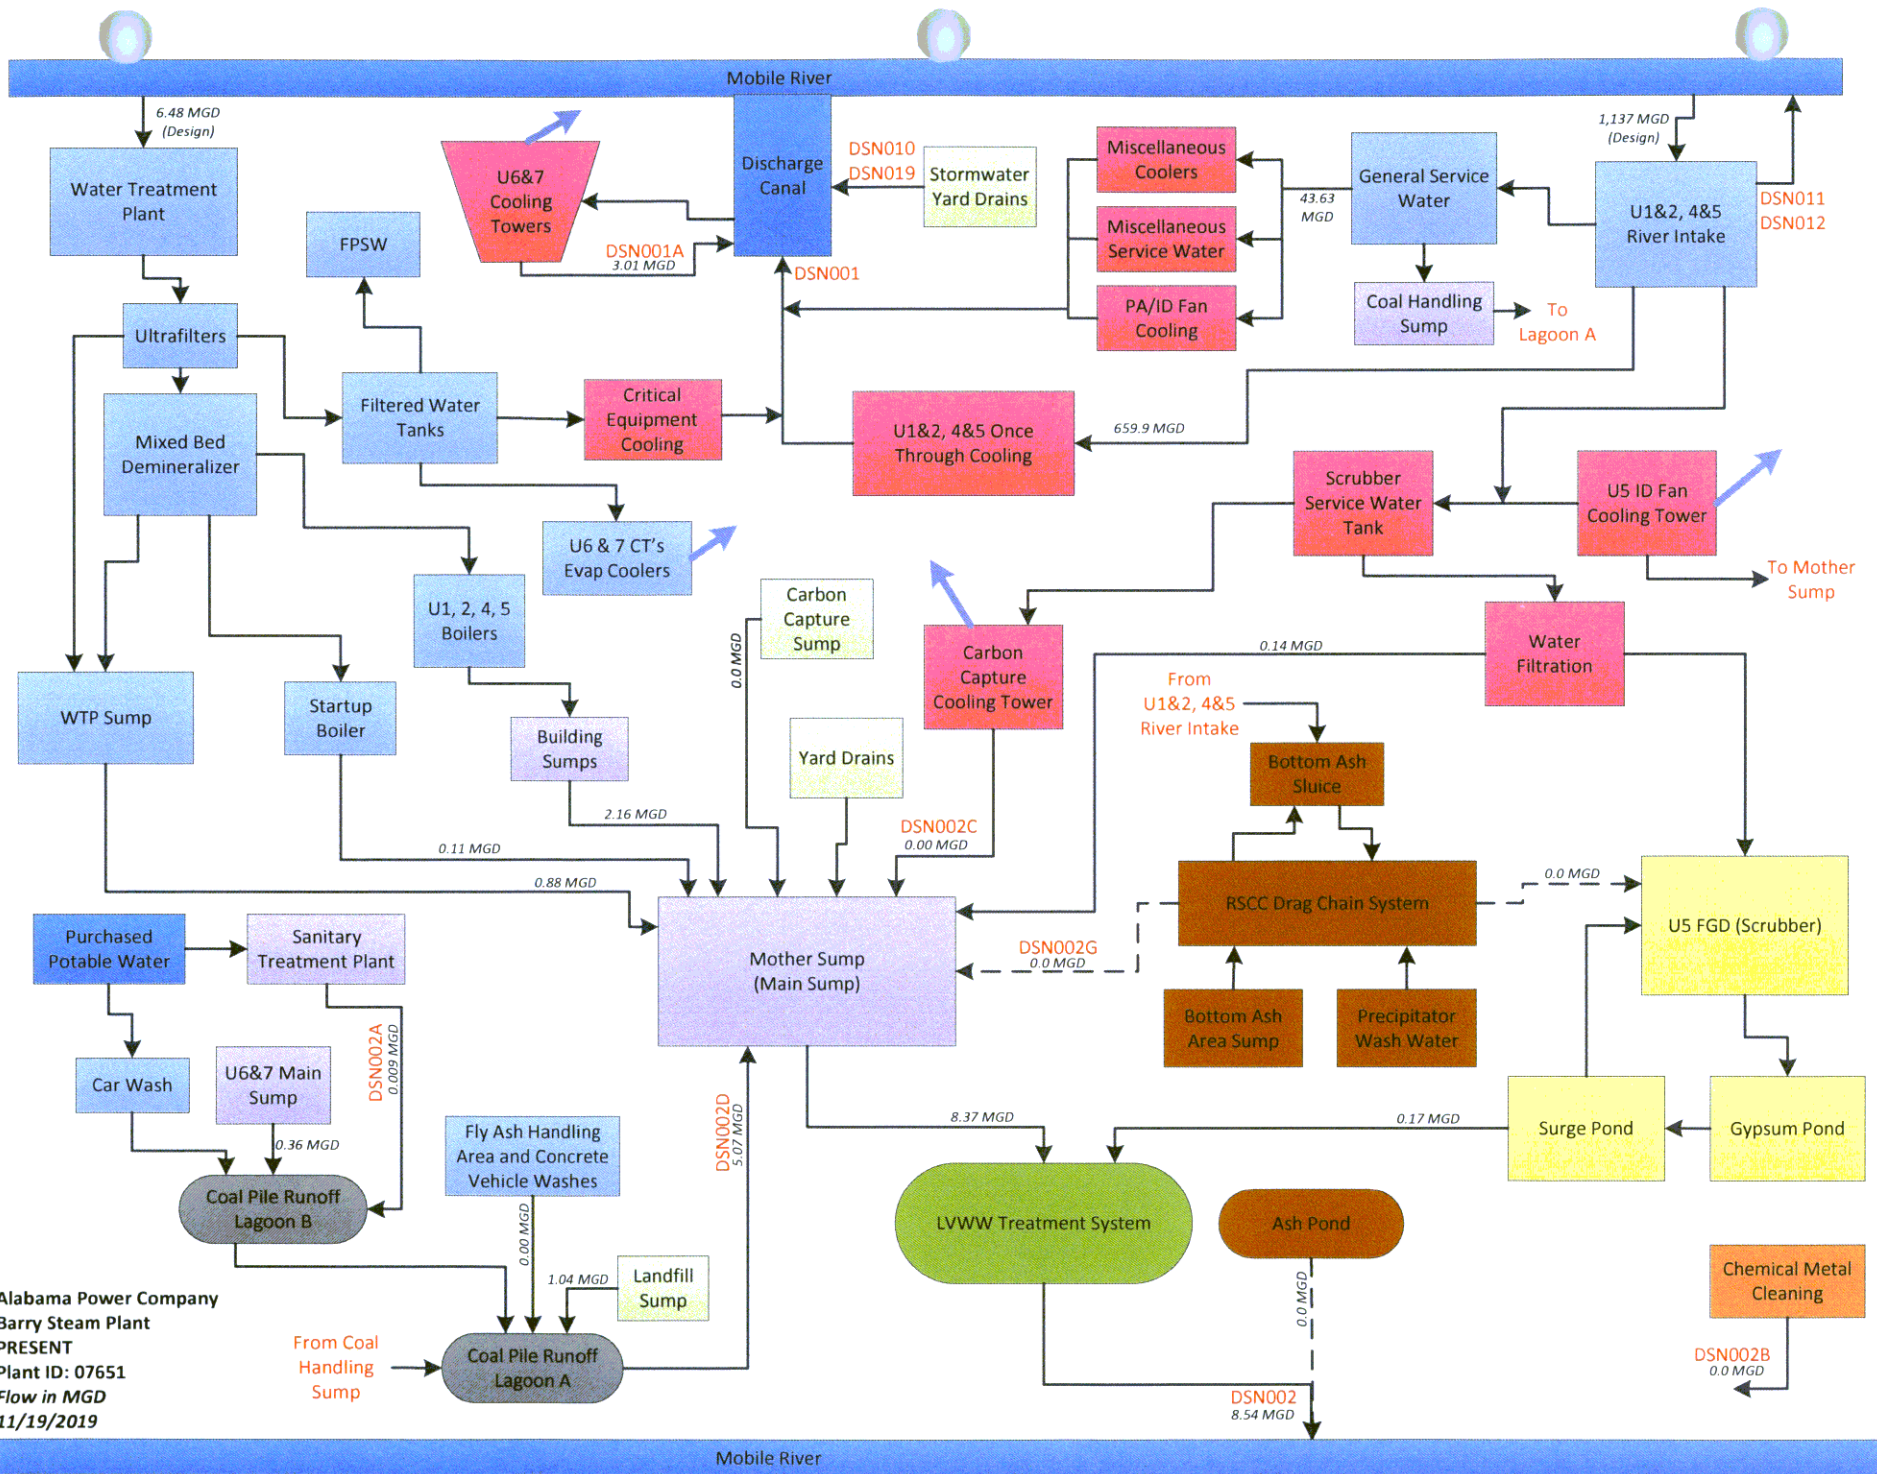 Mobile River
6.48 MGD
(Design)
Water Treatment
Plant
U6&7
Cooling
Towers
DSN001A
3.01 MGD
Discharge
Canal
DSN010
DSN019
Stormwater
Yard Drains
DSN001
Miscellaneous
Coolers
Miscellaneous
Service Water
PA/ID Fan
Cooling
43.63
MGD
General Service
Water
1,137 MGD
(Design)
U1&2, 4&5
River Intake
DSN011
DSN012
Coal Handling
Sump
To
Lagoon A
FPSW
Ultrafilters
Mixed Bed
Demineralizer
Filtered Water
Tanks
Critical
Equipment
Cooling
U1&2, 4&5 Once
Through Cooling
659.9 MGD
Scrubber
Service Water
Tank
U5 ID Fan
Cooling Tower
To Mother
Sump
U6 & 7 CT's
Evap Coolers
U1, 2, 4, 5
Boilers
Carbon
Capture
Sump
0.0 MGD
Carbon
Capture
Cooling Tower
0.14 MGD
Water
Filtration
From
U1&2, 4&5
River Intake
WTP Sump
Startup
Boiler
Building
Sumps
Yard Drains
Bottom Ash
Sluice
2.16 MGD
DSN002C
0.00 MGD
0.11 MGD
0.88 MGD
RSCC Drag Chain System
0.0 MGD
U5 FGD (Scrubber)
Purchased
Potable Water
Sanitary
Treatment Plant
Mother Sump
(Main Sump)
DSN002G
0.0 MGD
Bottom Ash
Area Sump
Precipitator
Wash Water
DSN002A
0.009 MGD
Car Wash
U6&7 Main
Sump
0.36 MGD
Fly Ash Handling
Area and Concrete
Vehicle Washes
DSN002D
5.07 MGD
8.37 MGD
0.17 MGD
Surge Pond
Gypsum Pond
Coal Pile Runoff
Lagoon B
0.00 MGD
LVWW Treatment System
Ash Pond
0.0 MGD
1.04 MGD
Landfill
Sump
Chemical Metal
Cleaning
DSN002B
0.0 MGD
From Coal
Handling
Sump
Coal Pile Runoff
Lagoon A
DSN002
8.54 MGD
Alabama Power Company
Barry Steam Plant
PRESENT
Plant ID: 07651
Flow in MGD
11/19/2019
Mobile River